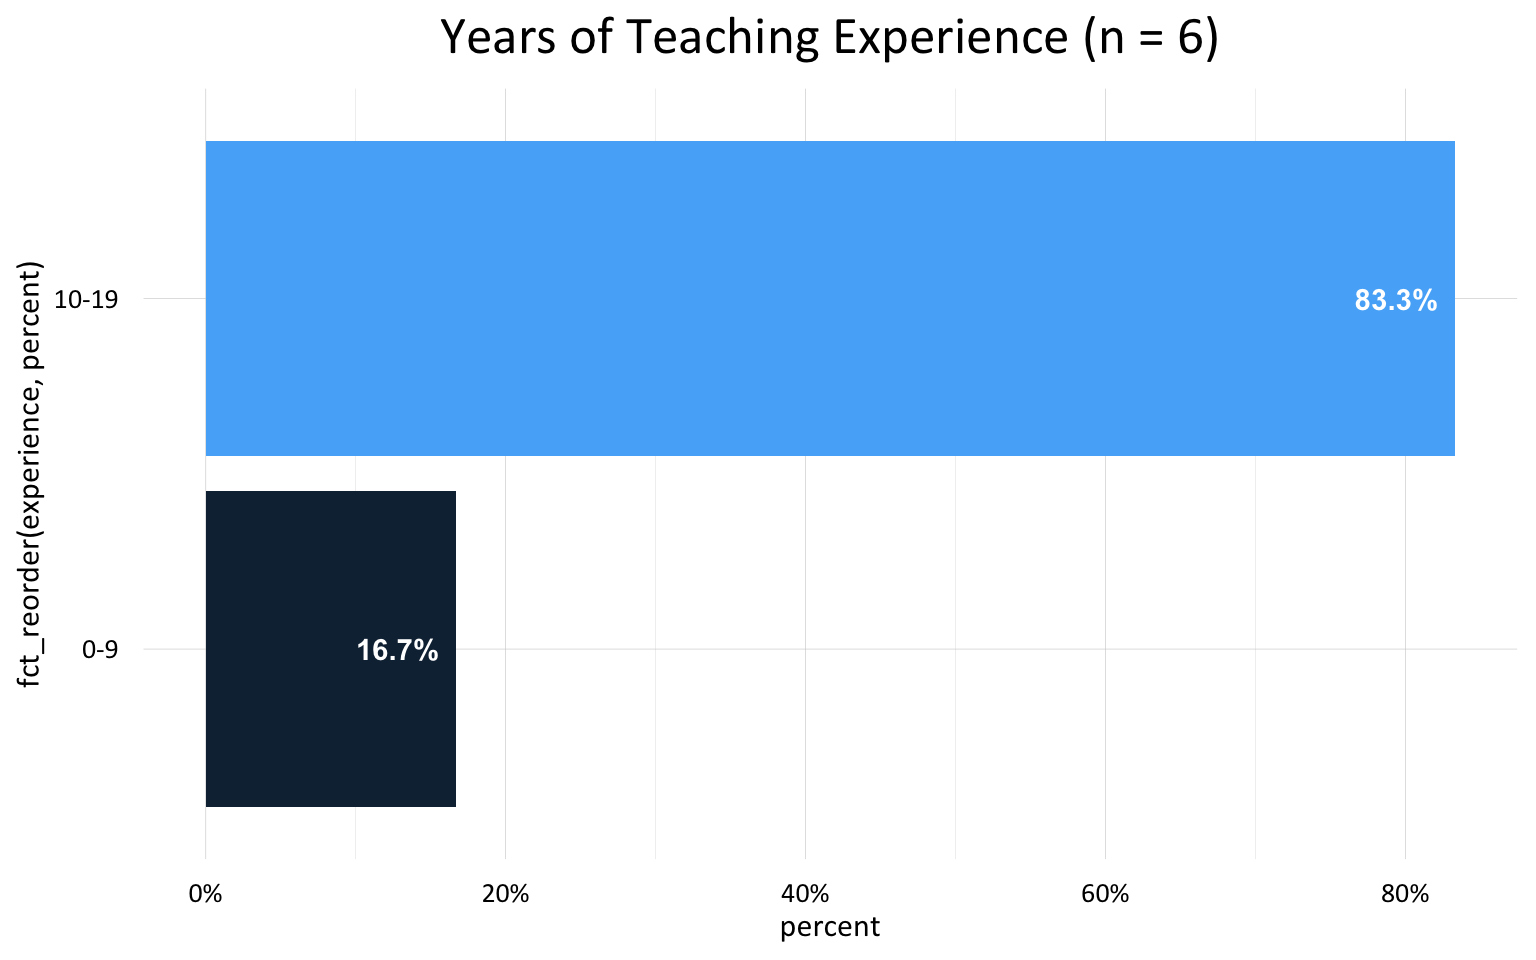 Years of Teaching Experience (n = 6)
fct_reorder(experience, percent)
10-19
83.3%
0-9
16.7%
0% 20% 40% 60% 80%
percent